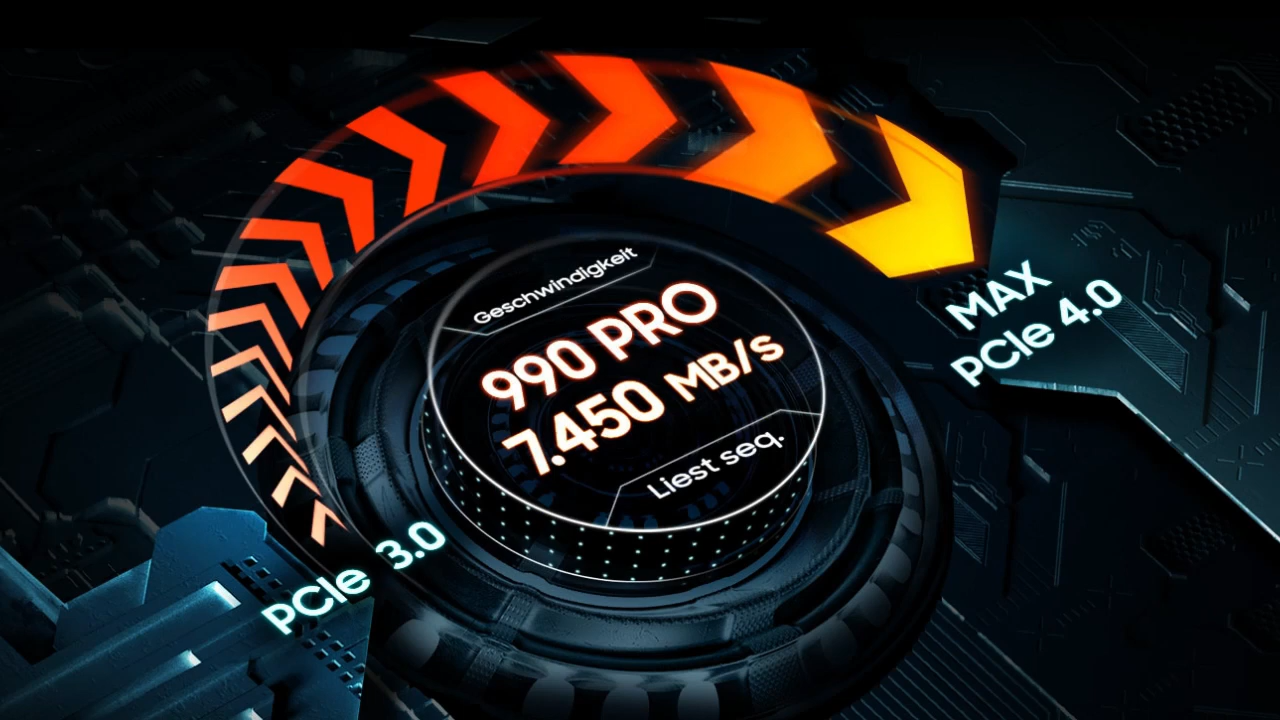 Geschwindigkeit
990 PRO
7.450 MB/s
Liest seq.
MAX
PCIe 4.0
PCIe 3.0